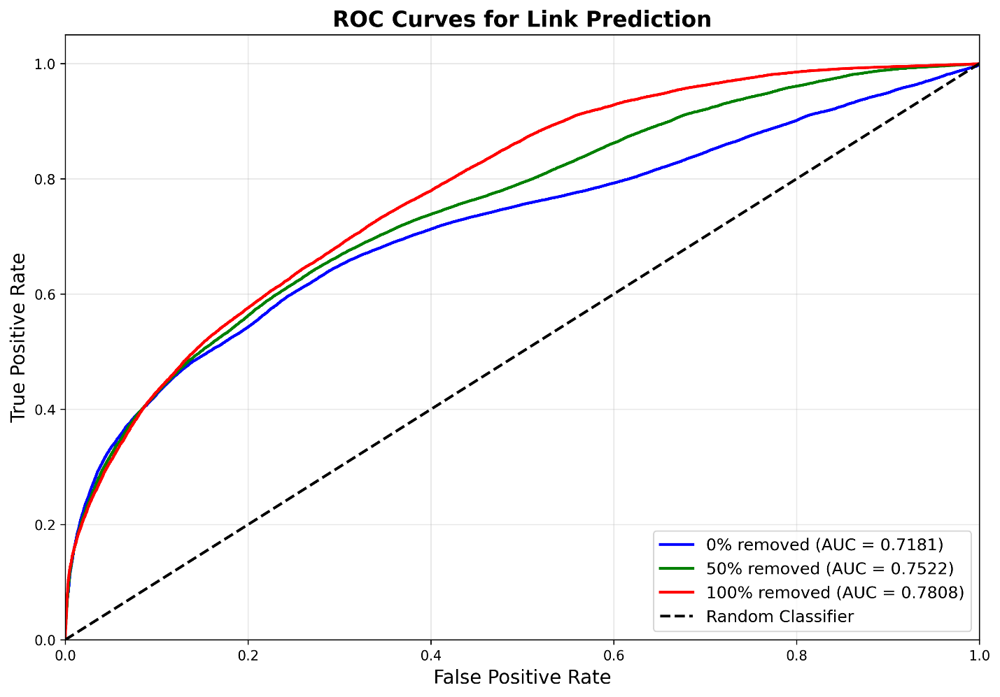 ROC Curves for Link Prediction
True Positive Rate
1.0
0.8
0.6
0.4
0.2
0.0
0.0 0.2 0.4 0.6 0.8 1.0
False Positive Rate
0% removed (AUC = 0.7181)
50% removed (AUC = 0.7522)
100% removed (AUC = 0.7808)
Random Classifier